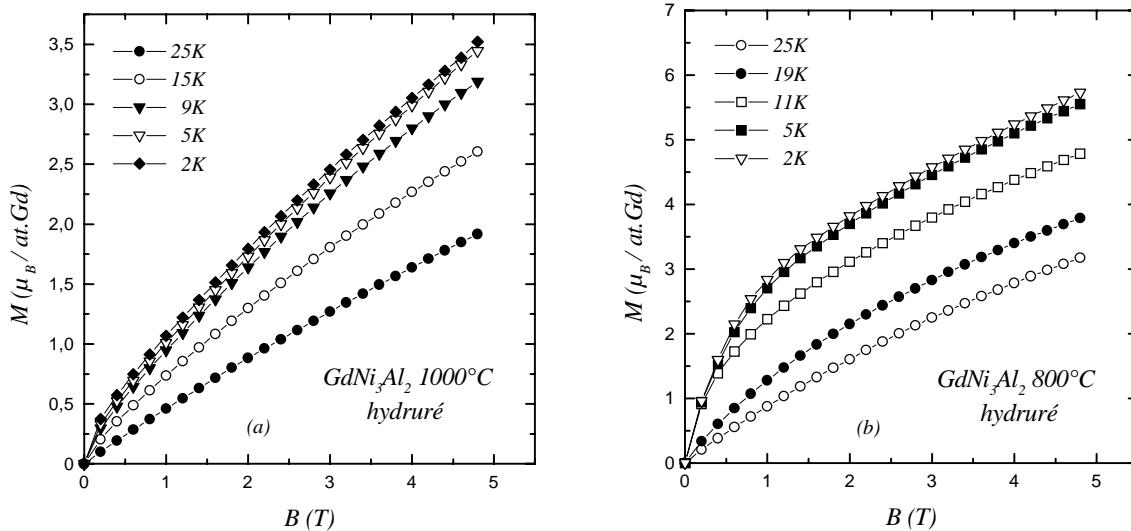 3,5
3,0
2,5
2,0
1,5
1,0
0,5
0
0 1 2 3 4 5
M (μB / at.Gd)
B (T)
25K
15K
9K
5K
2K
GdNi3Al2 1000°C
hydruré
(a)
7
6
5
4
3
2
1
0
0 1 2 3 4 5
M (μB / at.Gd)
B (T)
25K
19K
11K
5K
2K
GdNi3Al2 800°C
hydruré
(b)